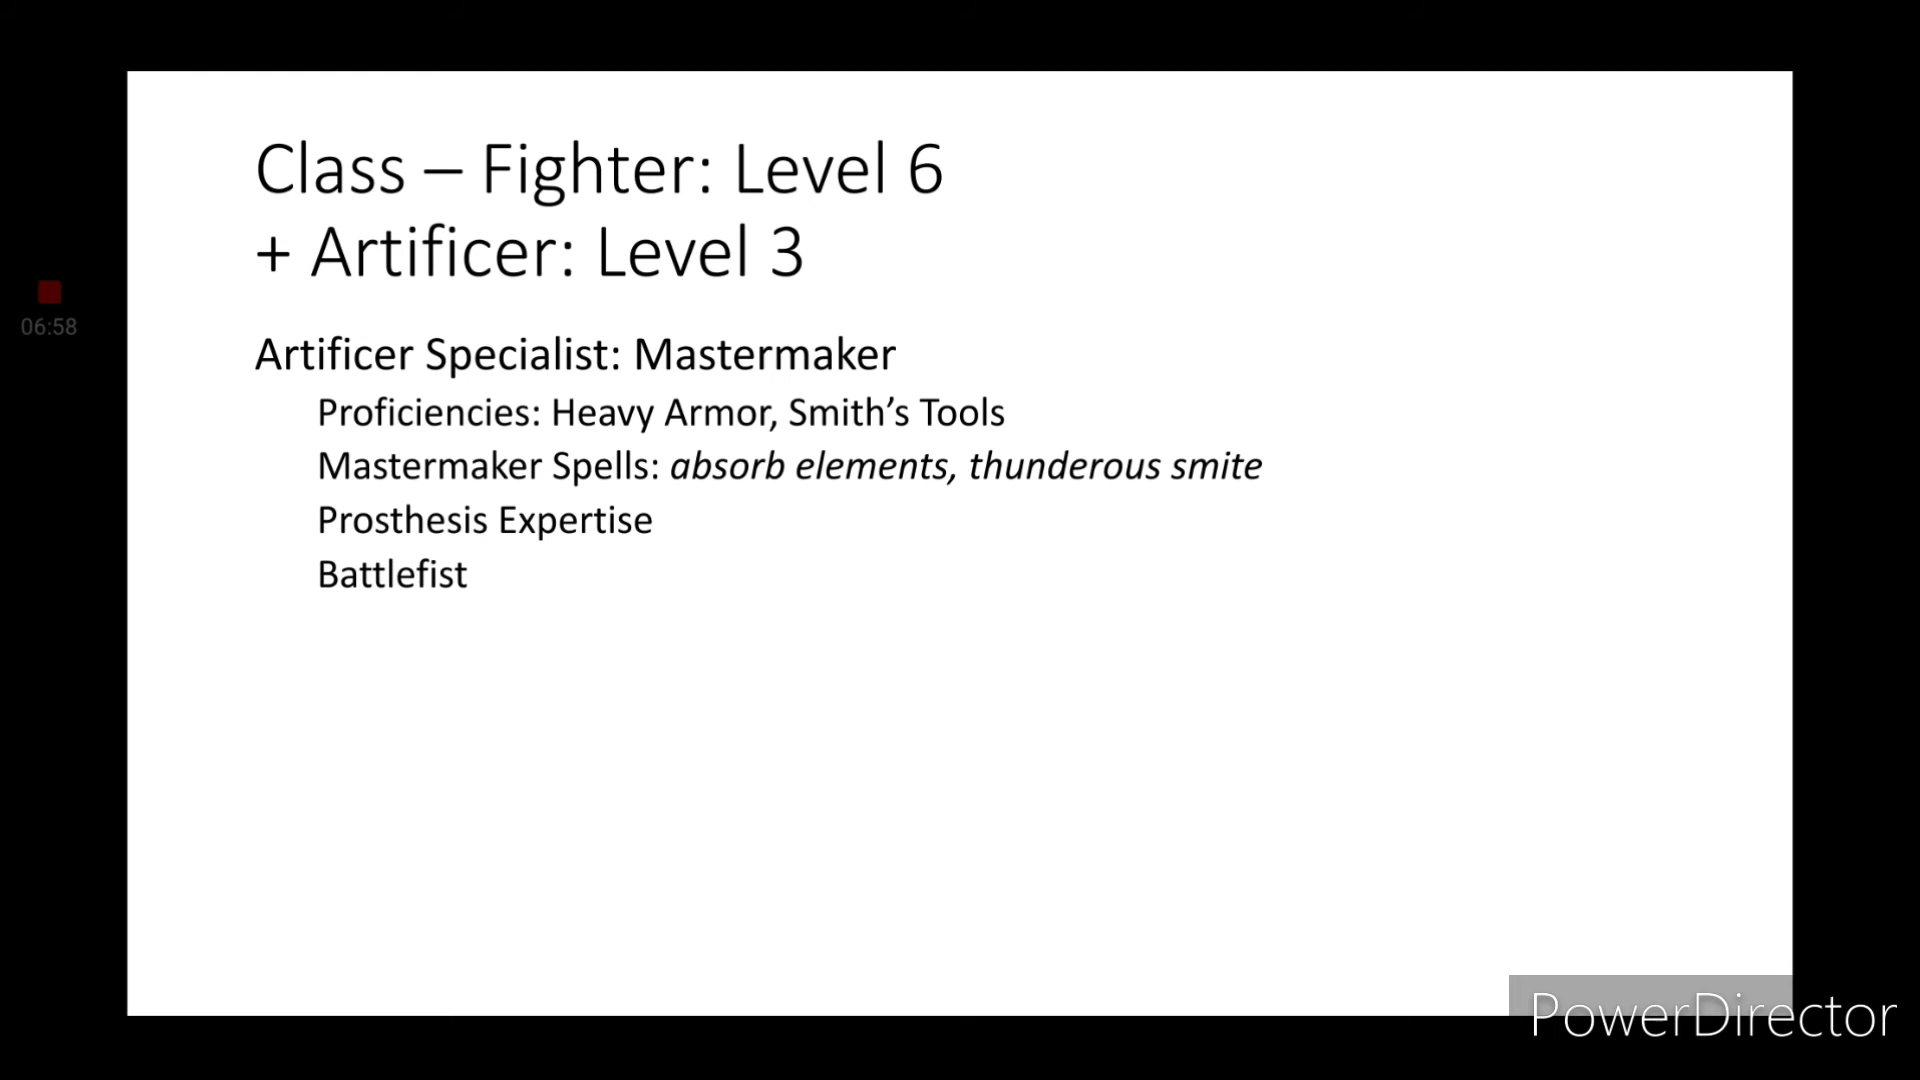 Class – Fighter: Level 6
+ Artificer: Level 3
06:58
Artificer Specialist: Mastermaker
Proficiencies: Heavy Armor, Smith’s Tools
Mastermaker Spells: absorb elements, thunderous smite
Prosthesis Expertise
Battlefist
PowerDirector